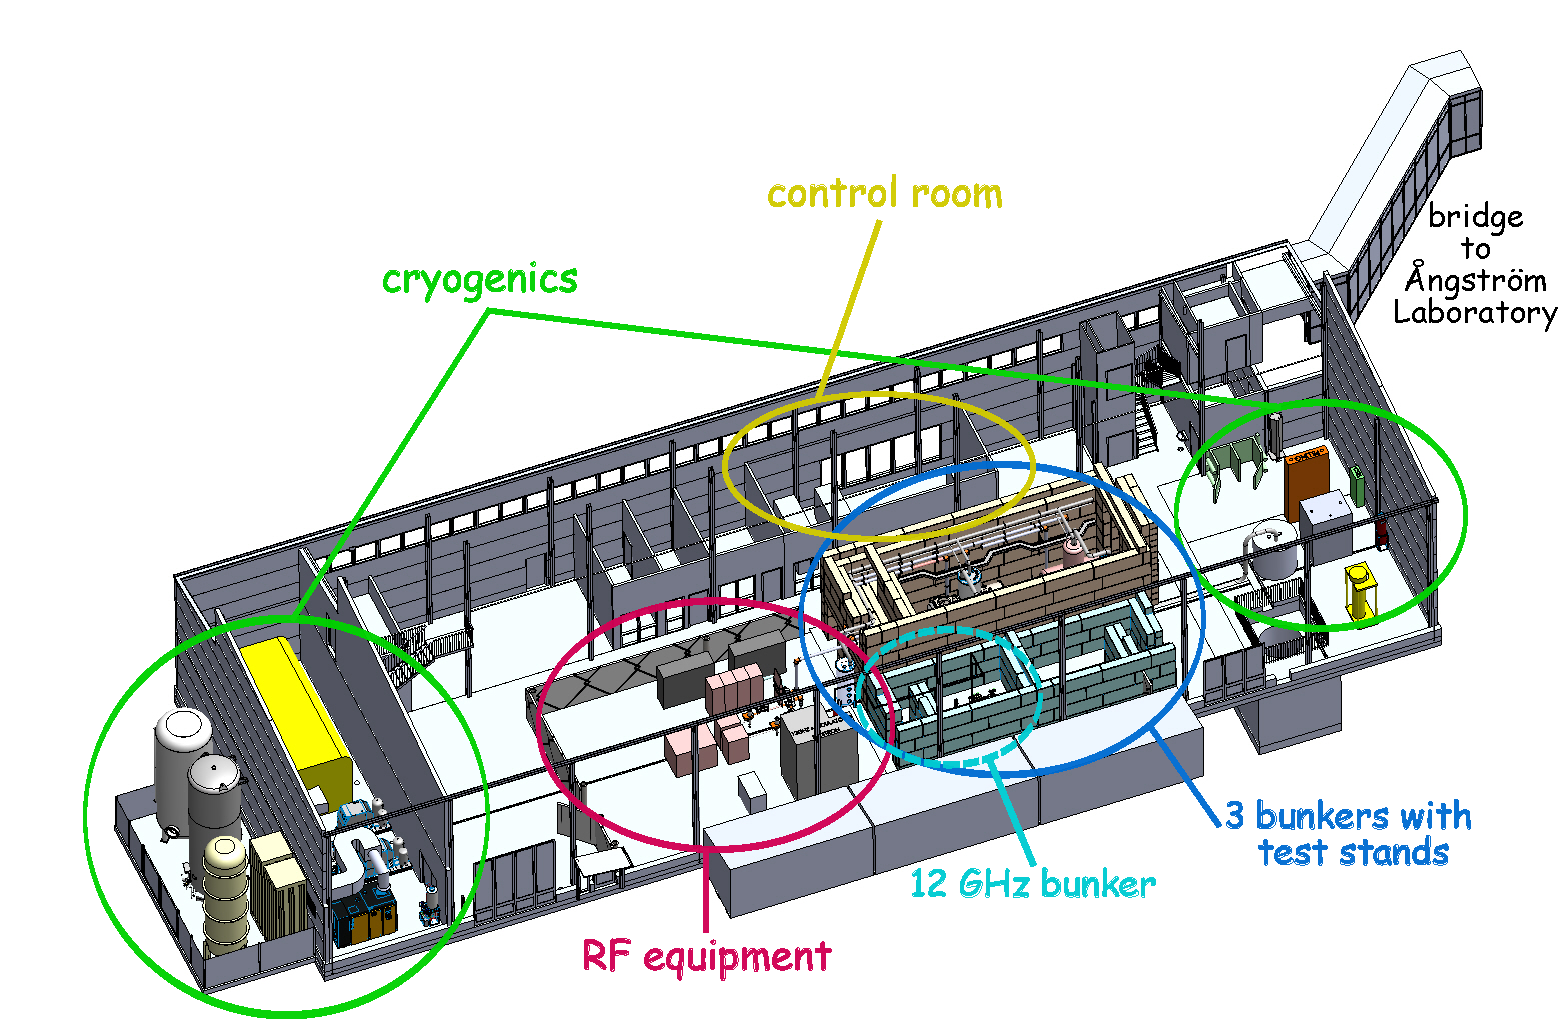 control room
bridge
to
Ångström
Laboratory
cryogenics
3 bunkers with
test stands
12 GHz bunker
RF equipment